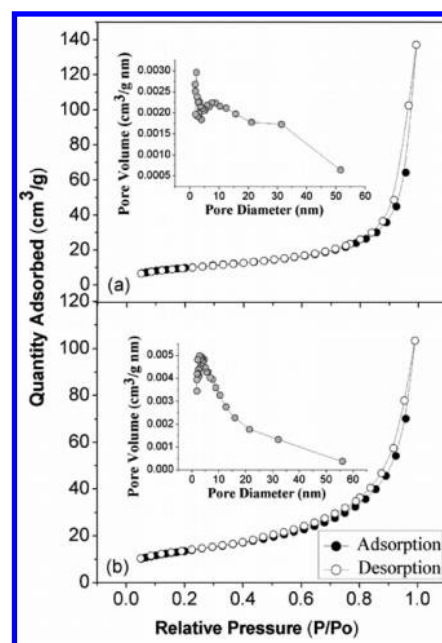 Quantity Adsorbed (cm³/g)
140
120
100
80
60
40
20
0
(a)
Pore Volume (cm³/g nm)
0.0030
0.0025
0.0020
0.0015
0.0010
0.0005
0 10 20 30 40 50 60
Pore Diameter (nm)
120
100
80
60
40
20
0
(b)
Pore Volume (cm³/g nm)
0.005
0.004
0.003
0.002
0.001
0.000
0 10 20 30 40 50 60
Pore Diameter (nm)
Adsorption
Desorption
0.0 0.2 0.4 0.6 0.8 1.0
Relative Pressure (P/Po)